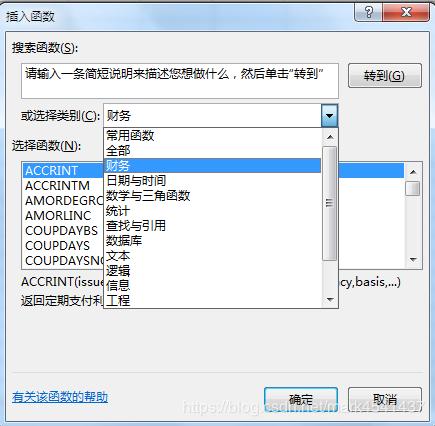 插入函数
搜索函数(S):
请输入一条简短说明来描述您想做什么，然后单击“转到”
转到(G)
或选择类别(C):
财务
常用函数
全部
财务
日期与时间
数学与三角函数
统计
查找与引用
数据库
文本
逻辑
信息
工程
选择函数(N):
ACCRINT
ACCRINTM
AMORDEGRC
AMORLINC
COUPDAYBS
COUPDAYS
COUPDAYSNC
ACCRINT(issue
ncy,basis,...)
返回定期支付利
有关该函数的帮助
确定
取消
https://blog.csdn.net/mark4541437